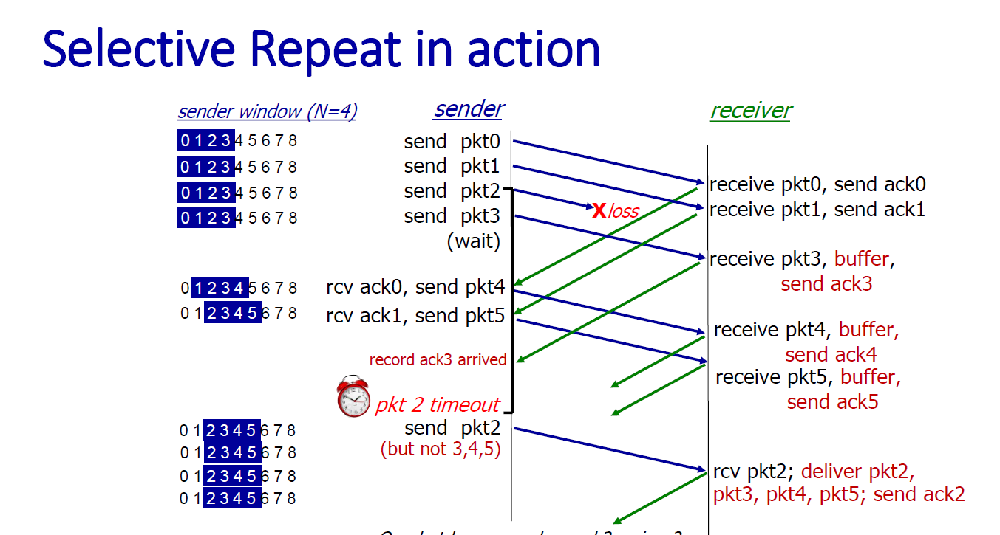 Selective Repeat in action
sender window (N=4)
sender
receiver
0 1 2 3 4 5 6 7 8
send pkt0
0 1 2 3 4 5 6 7 8
send pkt1
0 1 2 3 4 5 6 7 8
send pkt2
0 1 2 3 4 5 6 7 8
send pkt3
(wait)
X loss
receive pkt0, send ack0
receive pkt1, send ack1
receive pkt3, buffer,
send ack3
0 1 2 3 4 5 6 7 8
rcv ack0, send pkt4
0 1 2 3 4 5 6 7 8
rcv ack1, send pkt5
record ack3 arrived
receive pkt4, buffer,
send ack4
receive pkt5, buffer,
send ack5
pkt 2 timeout
0 1 2 3 4 5 6 7 8
send pkt2
0 1 2 3 4 5 6 7 8
(but not 3,4,5)
0 1 2 3 4 5 6 7 8
0 1 2 3 4 5 6 7 8
rcv pkt2; deliver pkt2,
pkt3, pkt4, pkt5; send ack2